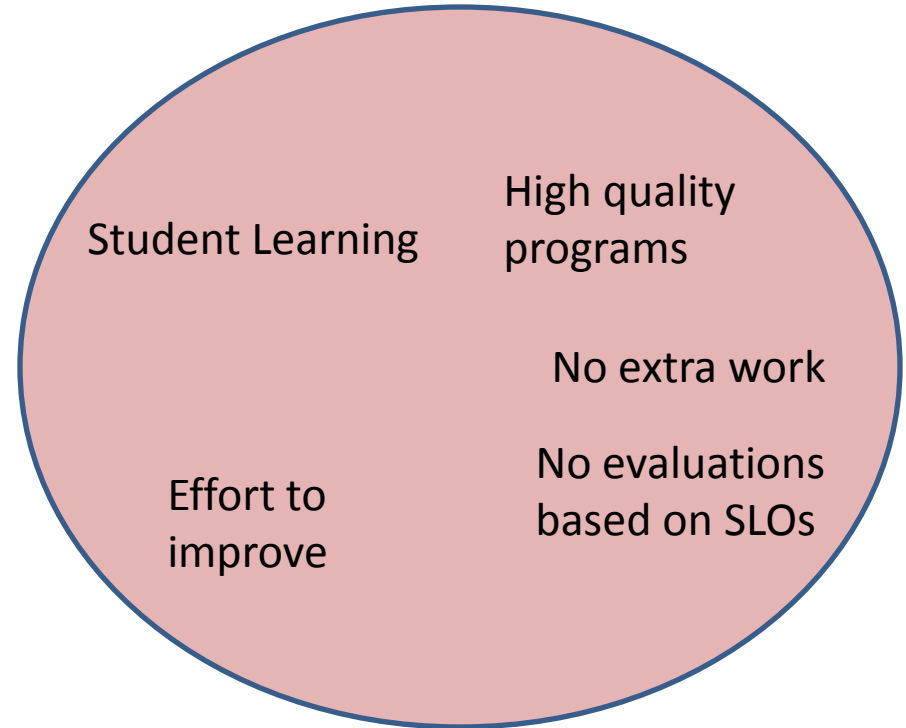 Student Learning
High quality
programs
No extra work
No evaluations
based on SLOs
Effort to
improve